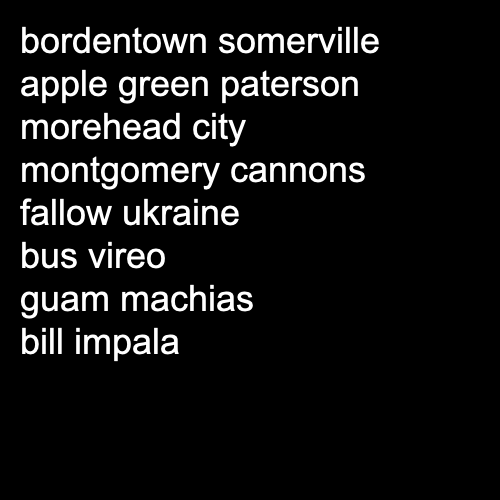 bordentown somerville
apple green paterson
morehead city
montgomery cannons
fallow ukraine
bus vireo
guam machias
bill impala